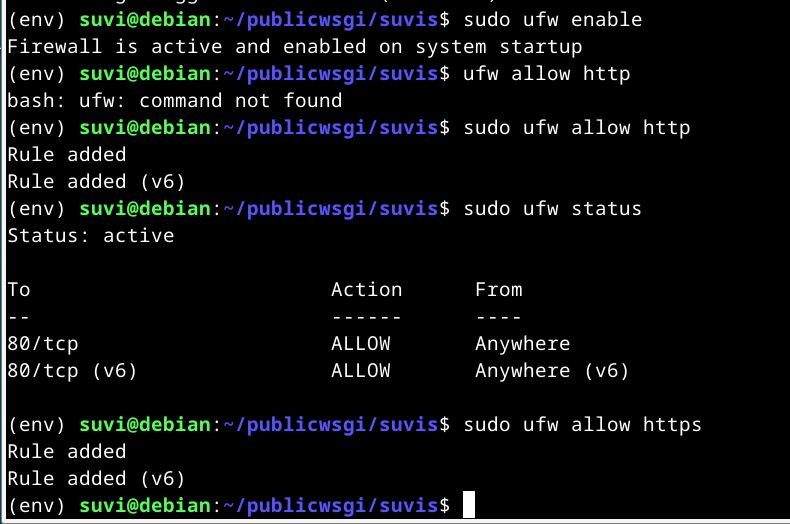 (env) suvi@debian:~/publicwsgi/suvis$ sudo ufw enable
Firewall is active and enabled on system startup
(env) suvi@debian:~/publicwsgi/suvis$ ufw allow http
bash: ufw: command not found
(env) suvi@debian:~/publicwsgi/suvis$ sudo ufw allow http
Rule added
Rule added (v6)
(env) suvi@debian:~/publicwsgi/suvis$ sudo ufw status
Status: active
To                         Action      From
--                         ------      ----
80/tcp                     ALLOW       Anywhere
80/tcp (v6)                ALLOW       Anywhere (v6)
(env) suvi@debian:~/publicwsgi/suvis$ sudo ufw allow https
Rule added
Rule added (v6)
(env) suvi@debian:~/publicwsgi/suvis$